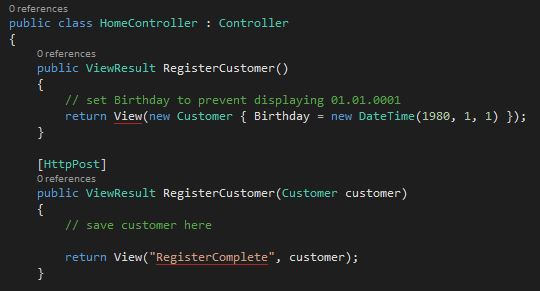 0 references
public class HomeController : Controller
{
0 references
public ViewResult RegisterCustomer()
{
// set Birthday to prevent displaying 01.01.0001
return View(new Customer { Birthday = new DateTime(1980, 1, 1) });
}
[HttpPost]
0 references
public ViewResult RegisterCustomer(Customer customer)
{
// save customer here
return View("RegisterComplete", customer);
}